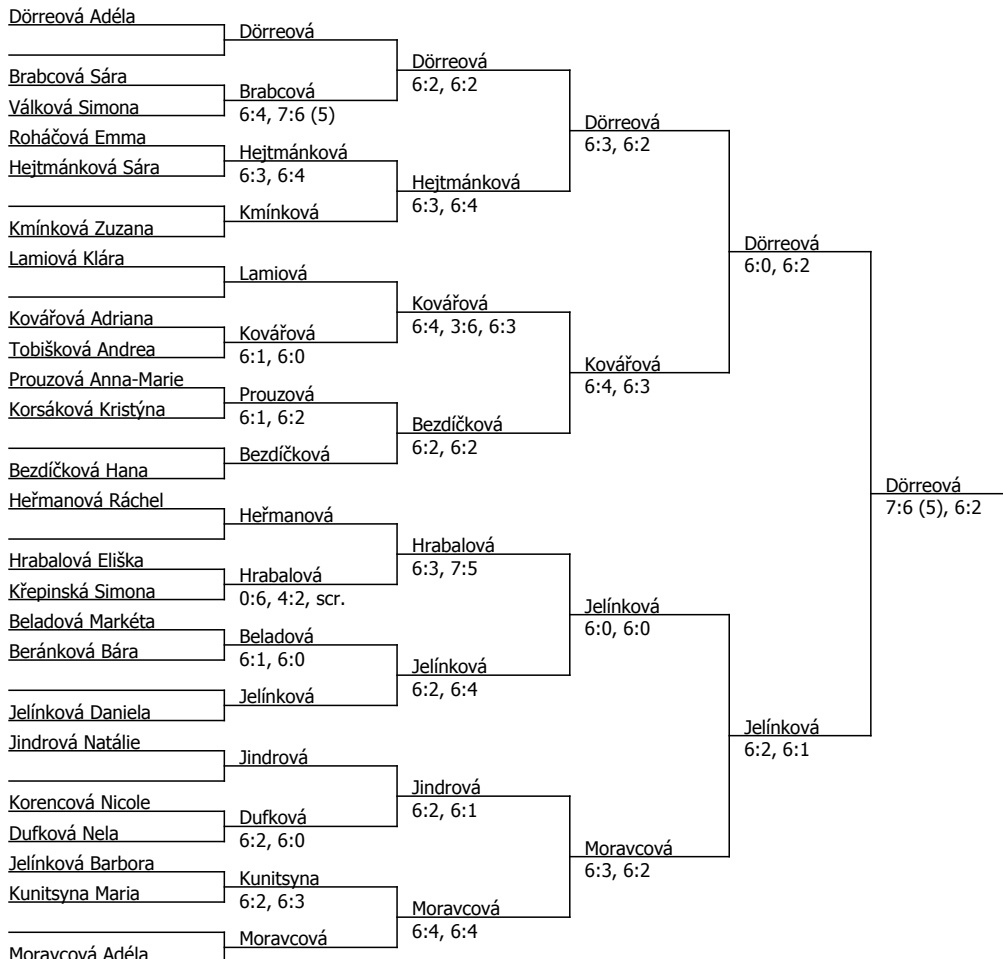 Dörreová Adéla
Dörreová
Dörreová
6:2, 6:2
Brabcová Sára
Brabcová
6:4, 7:6 (5)
Válková Simona
Dörreová
6:3, 6:2
Roháčová Emma
Hejtmánková
6:3, 6:4
Hejtmánková Sára
Hejtmánková
6:3, 6:4
Kmínková
Kmínková Zuzana
Dörreová
6:0, 6:2
Lamiová Klára
Lamiová
Kovářová
6:4, 3:6, 6:3
Kovářová Adriana
Kovářová
6:1, 6:0
Tobišková Andrea
Kovářová
6:4, 6:3
Prouzová Anna-Marie
Prouzová
6:1, 6:2
Korsáková Kristýna
Bezdíčková
6:2, 6:2
Bezdíčková
Bezdíčková Hana
Dörreová
7:6 (5), 6:2
Heřmanová Ráchel
Heřmanová
Hrabalová
6:3, 7:5
Hrabalová Eliška
Hrabalová
0:6, 4:2, scr.
Křepinská Simona
Jelínková
6:0, 6:0
Beladová Markéta
Beladová
6:1, 6:0
Beránková Bára
Jelínková
6:2, 6:4
Jelínková
Jelínková Daniela
Jelínková
6:2, 6:1
Jindrová Natálie
Jindrová
Jindrová
6:2, 6:1
Korencová Nicole
Dufková
6:2, 6:0
Dufková Nela
Moravcová
6:3, 6:2
Jelínková Barbora
Kunitsyna
6:2, 6:3
Kunitsyna Maria
Moravcová
6:4, 6:4
Moravcová
Moravcová Adéla